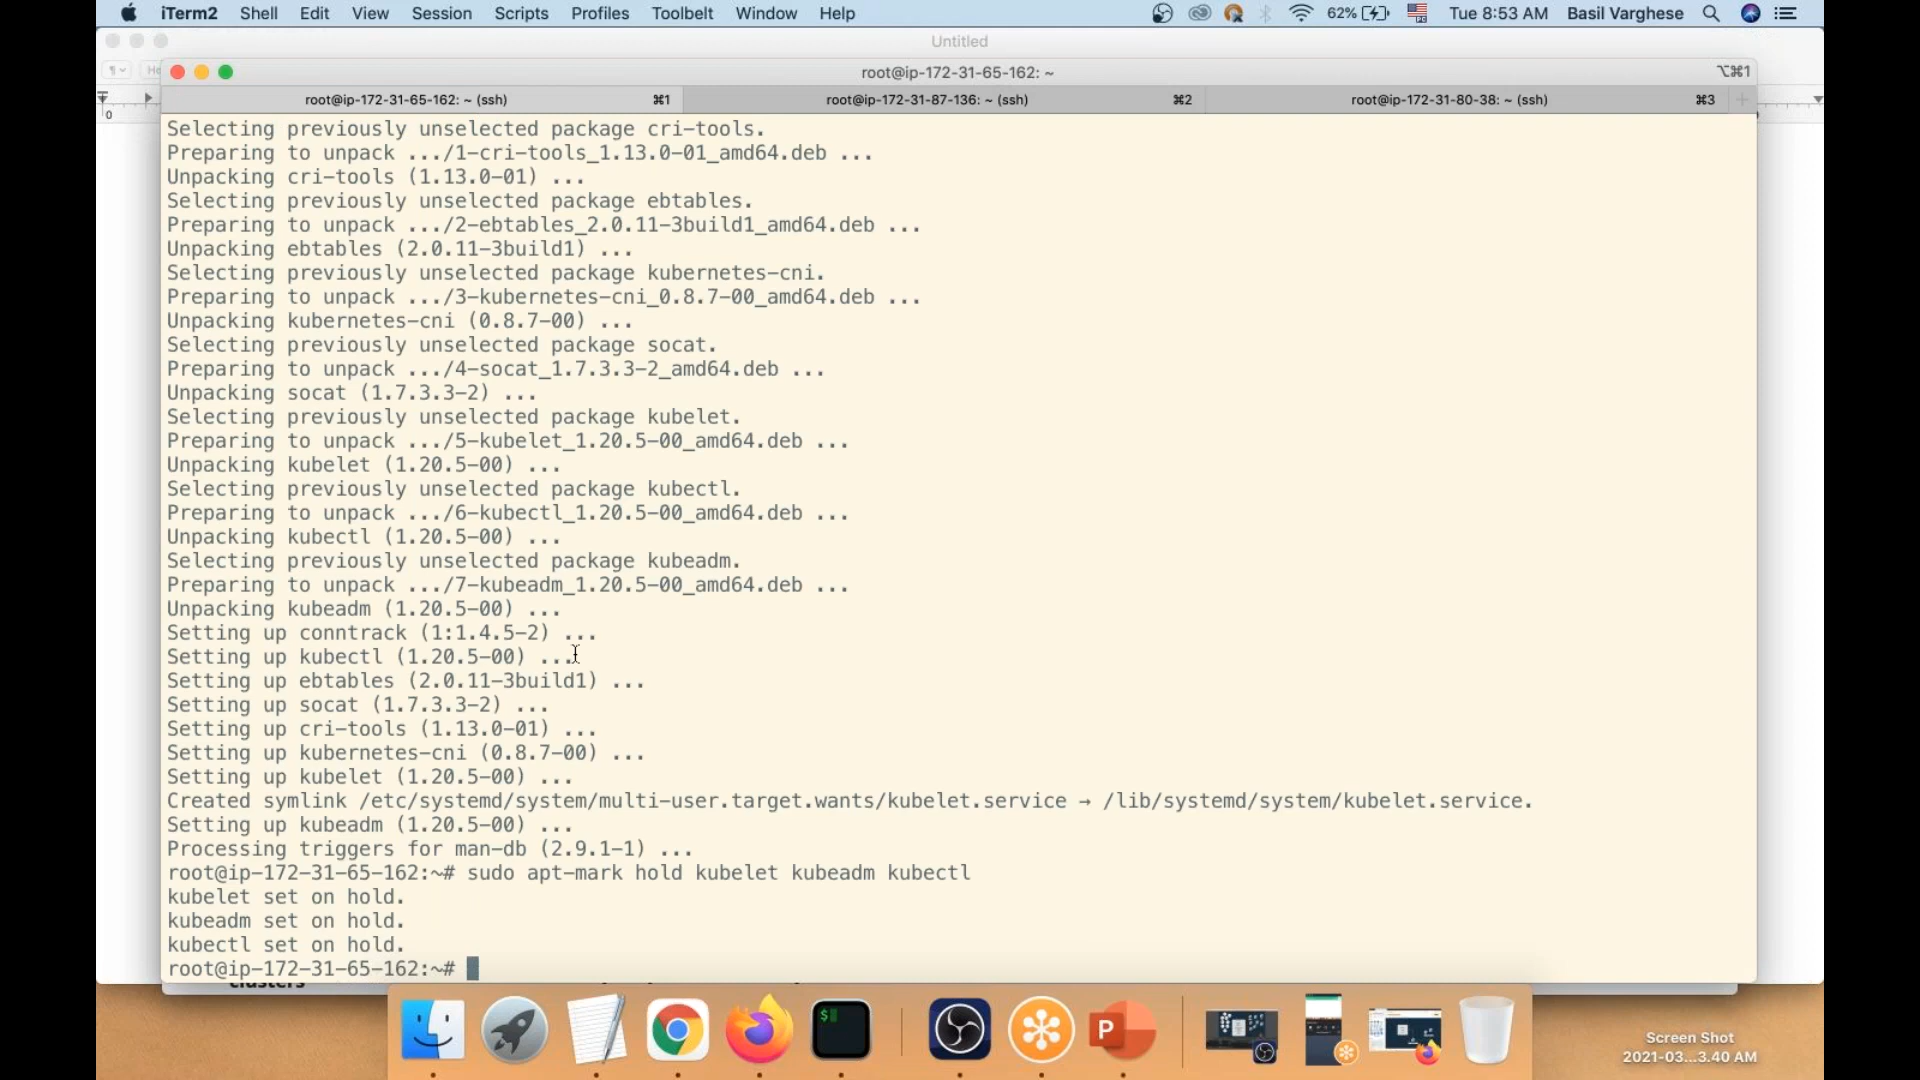 iTerm2 Shell Edit View Session Scripts Profiles Toolbelt Window Help 62% Tue 8:53 AM Basil Varghese
Untitled
root@ip-172-31-65-162: ~ ⌥⌘1
root@ip-172-31-65-162: ~ (ssh) ⌘1 root@ip-172-31-87-136: ~ (ssh) ⌘2 root@ip-172-31-80-38: ~ (ssh) ⌘3
0
Selecting previously unselected package cri-tools.
Preparing to unpack .../1-cri-tools_1.13.0-01_amd64.deb ...
Unpacking cri-tools (1.13.0-01) ...
Selecting previously unselected package ebtables.
Preparing to unpack .../2-ebtables_2.0.11-3build1_amd64.deb ...
Unpacking ebtables (2.0.11-3build1) ...
Selecting previously unselected package kubernetes-cni.
Preparing to unpack .../3-kubernetes-cni_0.8.7-00_amd64.deb ...
Unpacking kubernetes-cni (0.8.7-00) ...
Selecting previously unselected package socat.
Preparing to unpack .../4-socat_1.7.3.3-2_amd64.deb ...
Unpacking socat (1.7.3.3-2) ...
Selecting previously unselected package kubelet.
Preparing to unpack .../5-kubelet_1.20.5-00_amd64.deb ...
Unpacking kubelet (1.20.5-00) ...
Selecting previously unselected package kubectl.
Preparing to unpack .../6-kubectl_1.20.5-00_amd64.deb ...
Unpacking kubectl (1.20.5-00) ...
Selecting previously unselected package kubeadm.
Preparing to unpack .../7-kubeadm_1.20.5-00_amd64.deb ...
Unpacking kubeadm (1.20.5-00) ...
Setting up conntrack (1:1.4.5-2) ...
Setting up kubectl (1.20.5-00) ...
Setting up ebtables (2.0.11-3build1) ...
Setting up socat (1.7.3.3-2) ...
Setting up cri-tools (1.13.0-01) ...
Setting up kubernetes-cni (0.8.7-00) ...
Setting up kubelet (1.20.5-00) ...
Created symlink /etc/systemd/system/multi-user.target.wants/kubelet.service → /lib/systemd/system/kubelet.service.
Setting up kubeadm (1.20.5-00) ...
Processing triggers for man-db (2.9.1-1) ...
root@ip-172-31-65-162:~# sudo apt-mark hold kubelet kubeadm kubectl
kubelet set on hold.
kubeadm set on hold.
kubectl set on hold.
root@ip-172-31-65-162:~#
clusters
$
P
Screen Shot
2021-03...3.40 AM